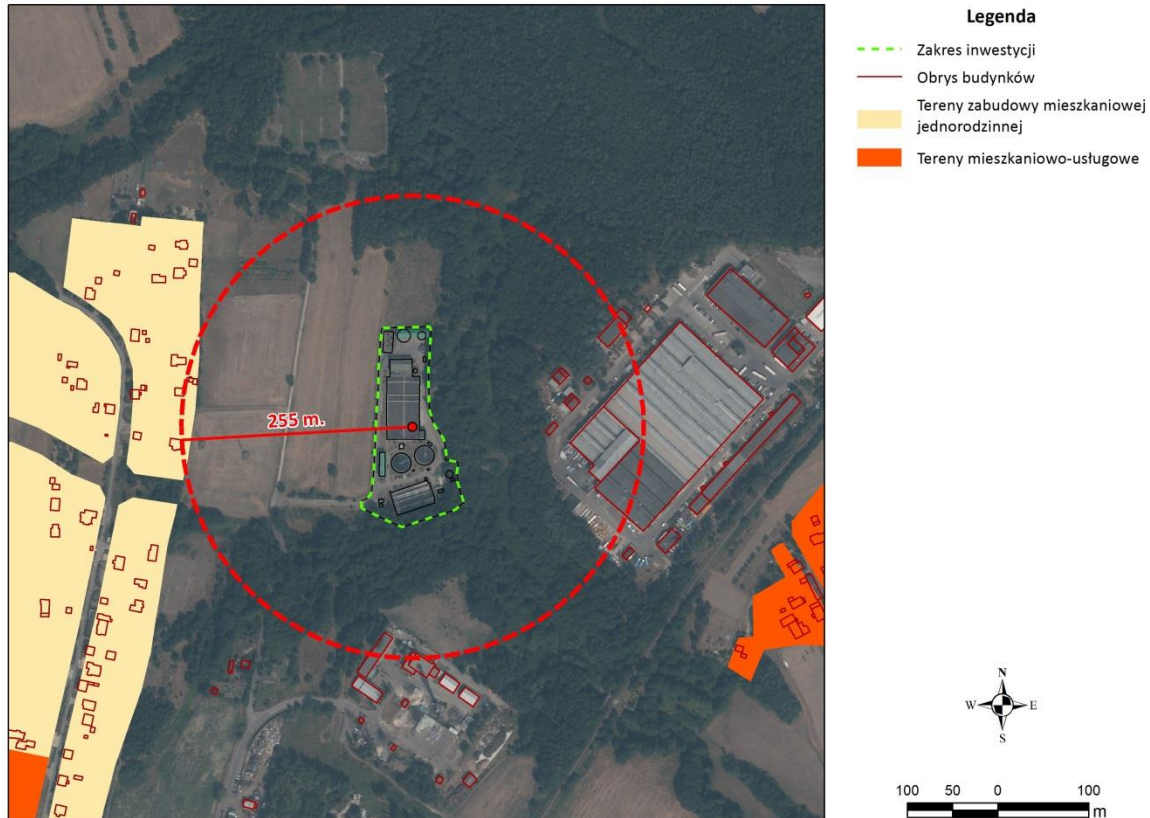 Legenda
Zakres inwestycji
Obrys budynków
Tereny zabudowy mieszkaniowej
jednorodzinnej
Tereny mieszkaniowo-usługowe
255 m.
N
W E
S
100 50 0 100
m